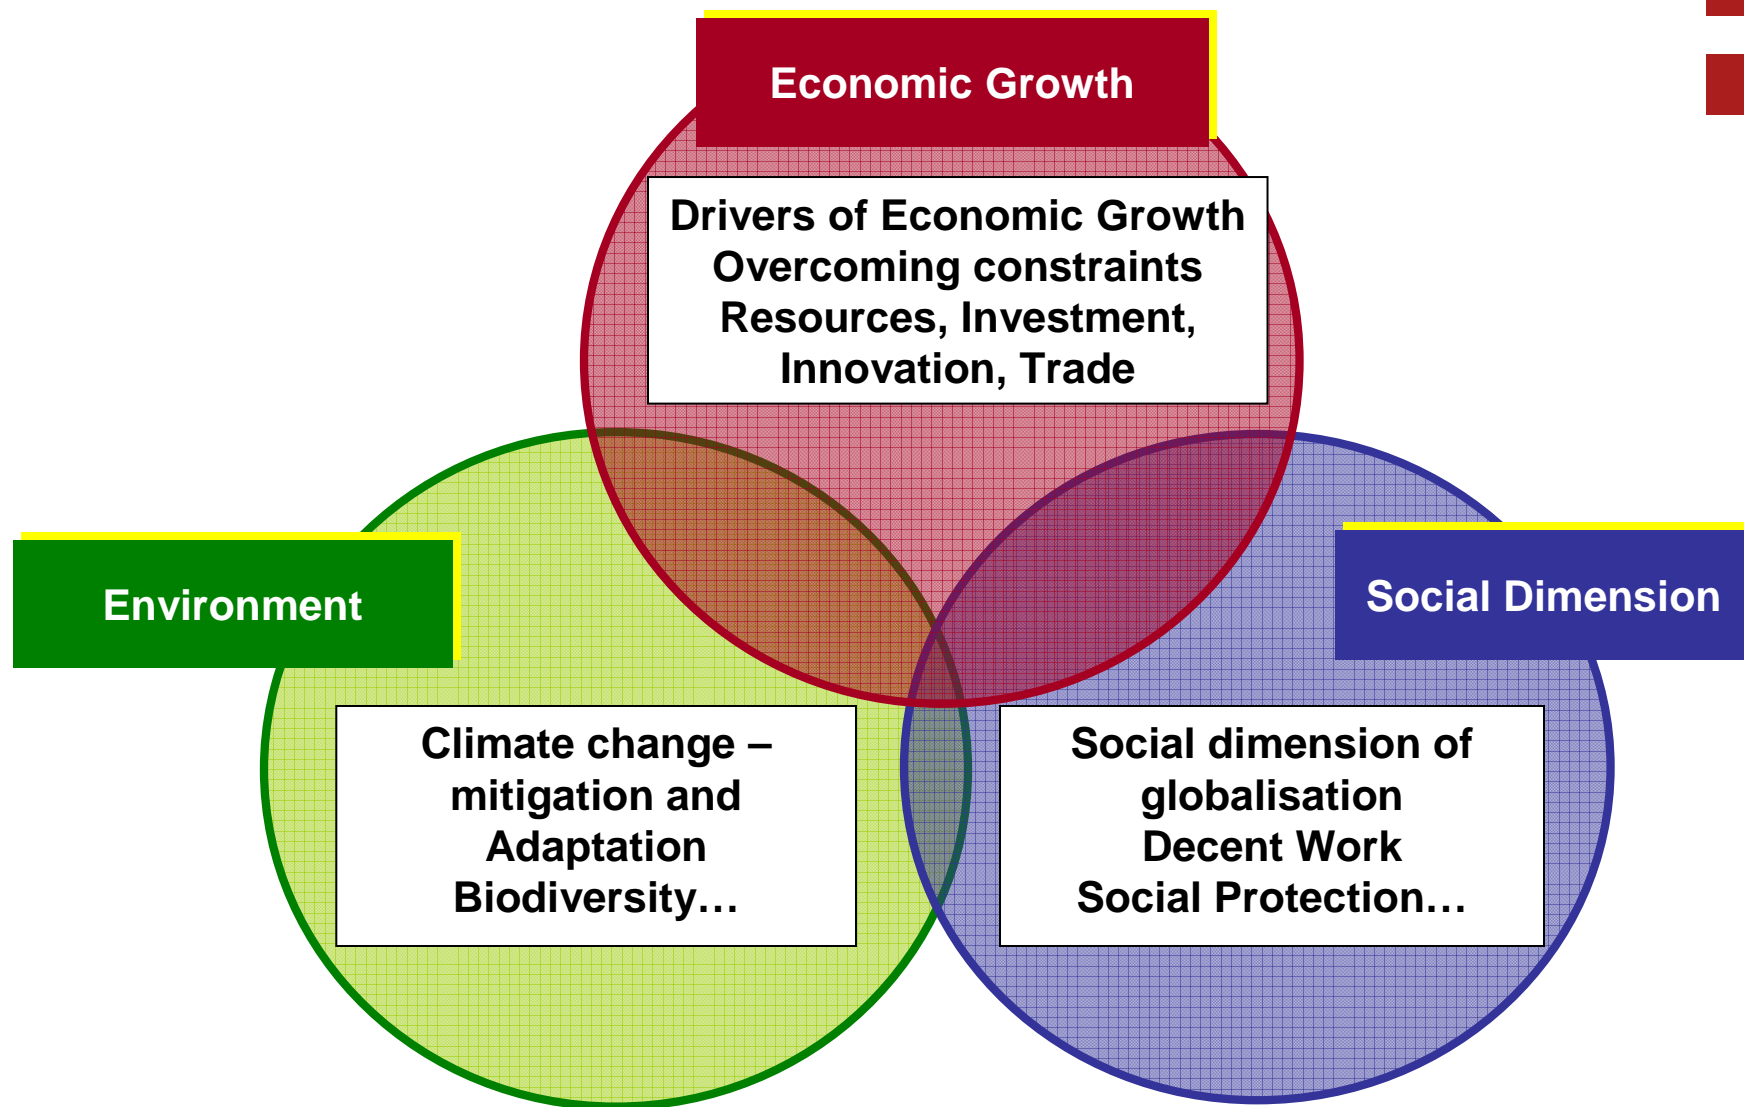 Economic Growth
Drivers of Economic Growth
Overcoming constraints
Resources, Investment,
Innovation, Trade
Environment
Social Dimension
Climate change –
mitigation and
Adaptation
Biodiversity…
Social dimension of
globalisation
Decent Work
Social Protection…